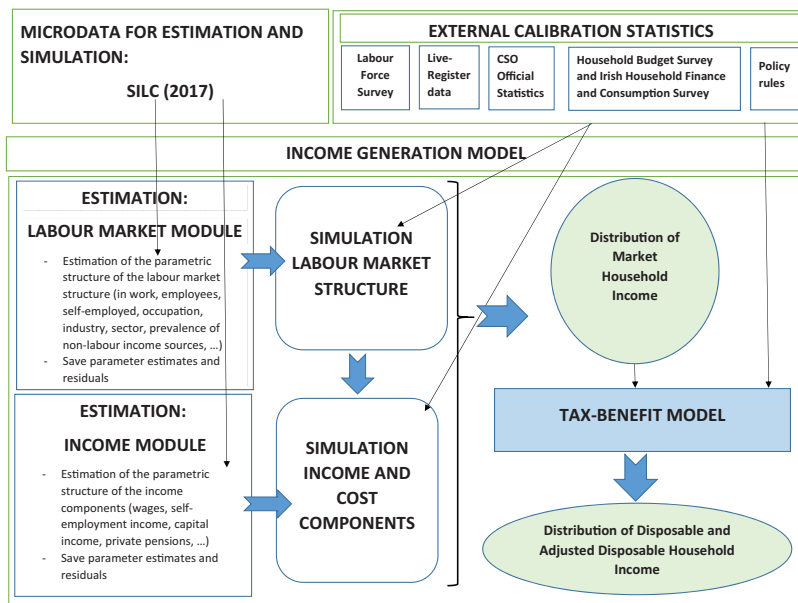 MICRODATA FOR ESTIMATION AND
SIMULATION:
SILC (2017)
EXTERNAL CALIBRATION STATISTICS
Labour
Force
Survey
Live-
Register
data
CSO
Official
Statistics
Household Budget Survey
and Irish Household Finance
and Consumption Survey
Policy
rules
INCOME GENERATION MODEL
ESTIMATION:
LABOUR MARKET MODULE
- Estimation of the parametric
structure of the labour market
structure (in work, employees,
self-employed, occupation,
industry, sector, prevalence of
non-labour income sources, ...)
- Save parameter estimates and
residuals
SIMULATION
LABOUR MARKET
STRUCTURE
Distribution of
Market
Household
Income
ESTIMATION:
INCOME MODULE
- Estimation of the parametric
structure of the income
components (wages, self-
employment income, capital
income, private pensions, ...)
- Save parameter estimates and
residuals
SIMULATION
INCOME AND
COST
COMPONENTS
TAX-BENEFIT MODEL
Distribution of Disposable and
Adjusted Disposable Household
Income